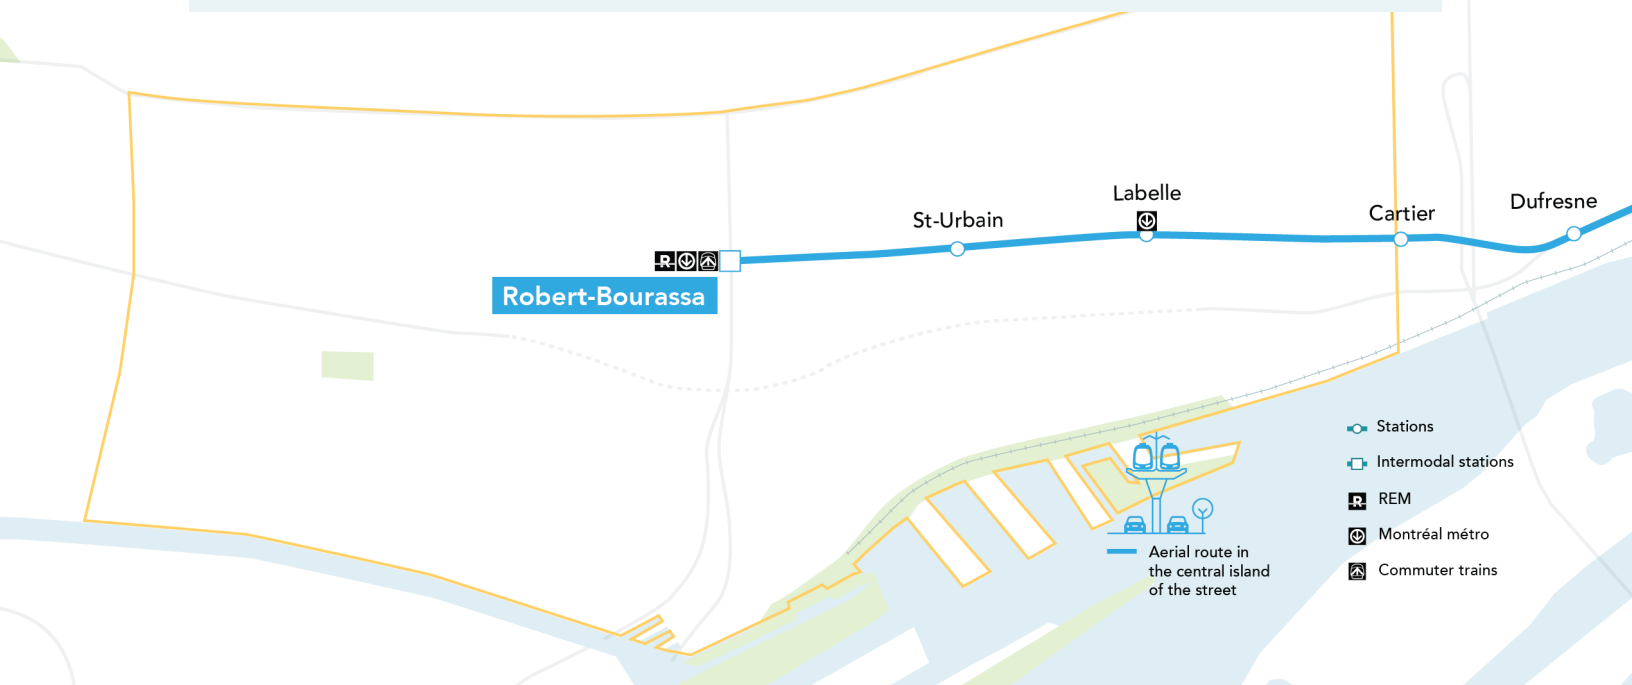 Dufresne
Labelle
Cartier
St-Urbain
R
Robert-Bourassa
Stations
Intermodal stations
R
REM
Montréal métro
Commuter trains
Aerial route in
the central island
of the street